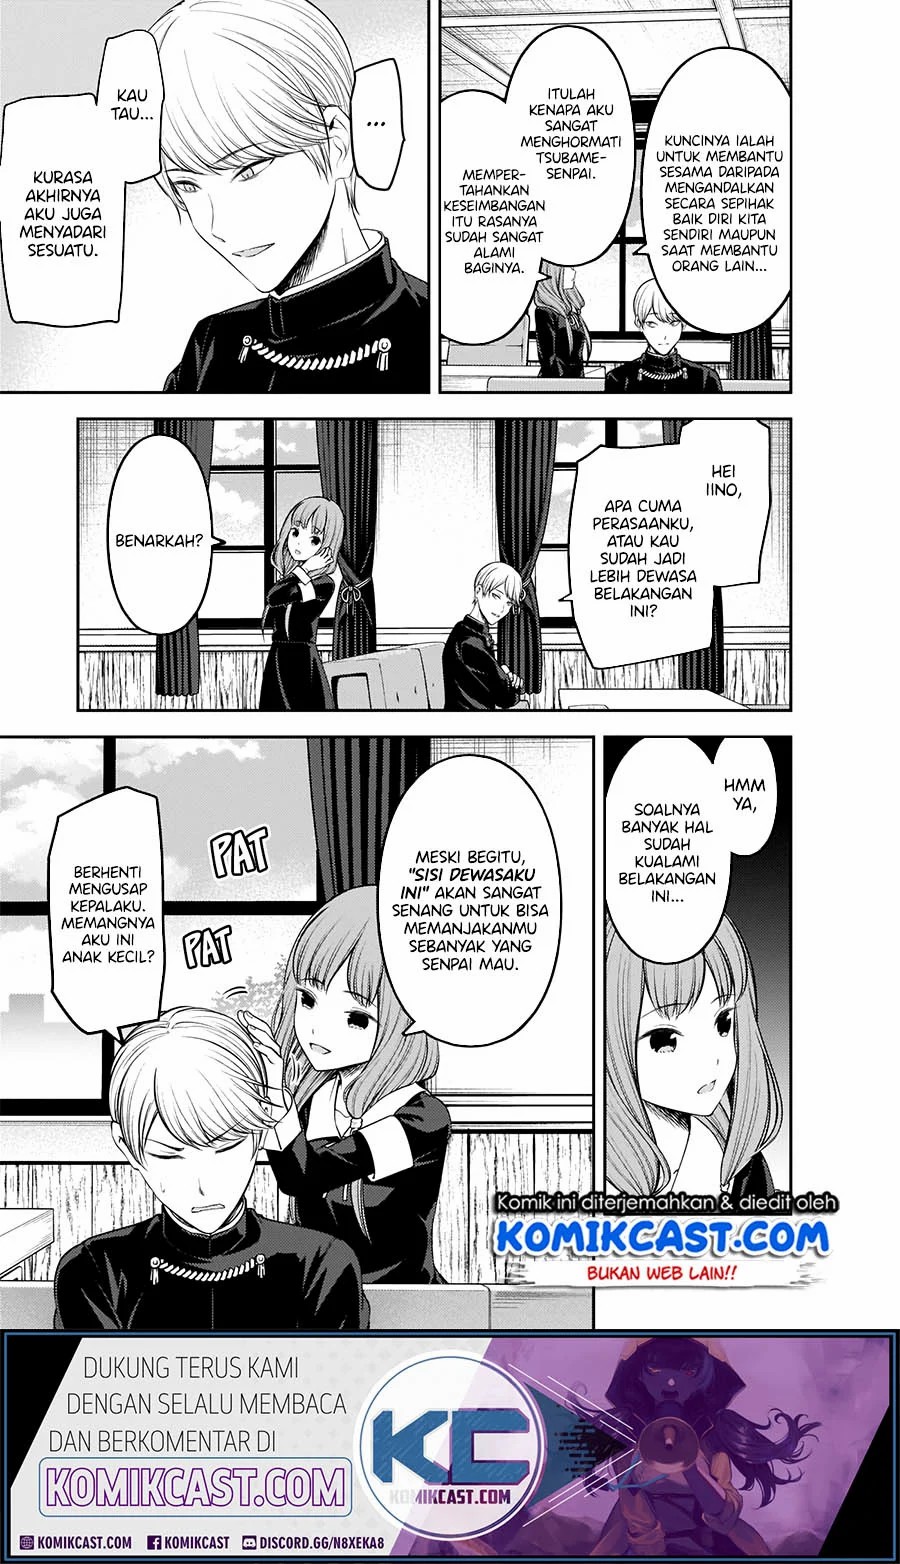 KUNCINYA IALAH
UNTUK MEMBANTU
SESAMA DARIPADA
MENGANDALKAN
SECARA SEPIHAK
BAIK DIRI KITA
SENDIRI MAUPUN
SAAT MEMBANTU
ORANG LAIN...
ITULAH
KENAPA AKU
SANGAT
MENGHORMATI
TSUBAME-
SENPAI.
MEMPER-
TAHANKAN
KESEIMBANGAN
ITU RASANYA
SUDAH SANGAT
ALAMI
BAGINYA.
...
KAU
TAU...
KURASA
AKHIRNYA
AKU JUGA
MENYADARI
SESUATU.
HEI
IINO,
APA CUMA
PERASAANKU,
ATAU KAU
SUDAH JADI
LEBIH DEWASA
BELAKANGAN
INI?
BENARKAH?
HMM
YA,
SOALNYA
BANYAK HAL
SUDAH
KUALAMI
BELAKANGAN
INI...
MESKI BEGITU,
"SISI DEWASAKU
INI" AKAN SANGAT
SENANG UNTUK BISA
MEMANJAKANMU
SEBANYAK YANG
SENPAI MAU.
PAT
PAT
BERHENTI
MENGUSAP
KEPALAKU.
MEMANGNYA
AKU INI
ANAK KECIL?
Komik ini diterjemahkan & diedit oleh
KOMIKCAST.COM
BUKAN WEB LAIN!!
DUKUNG TERUS KAMI
DENGAN SELALU MEMBACA
DAN BERKOMENTAR DI
KOMIKCAST.COM
KC
KOMIKCAST.COM
KOMIKCAST.COM
KOMIKCAST
DISCORD.GG/N8XEKA8